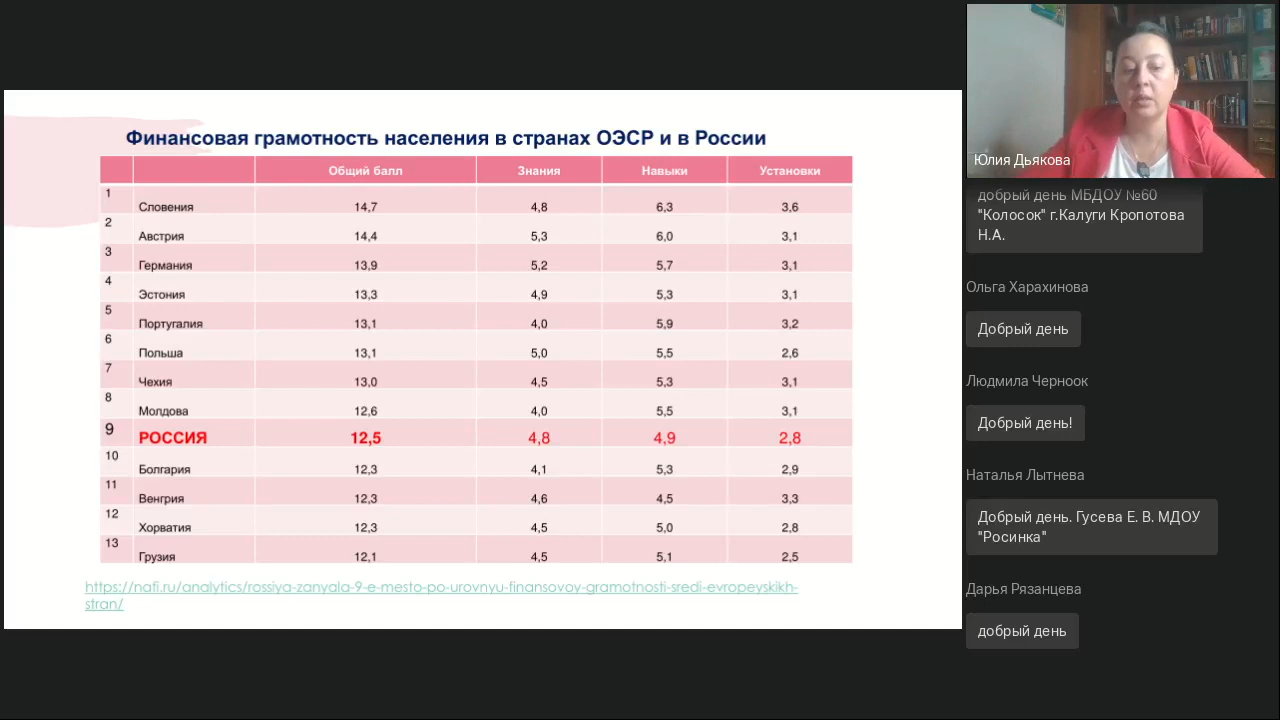 Финансовая грамотность населения в странах ОЭСР и в России
Общий балл Знания Навыки Установки
1 Словения 14,7 4,8 6,3 3,6
2 Австрия 14,4 5,3 6,0 3,1
3 Германия 13,9 5,2 5,7 3,1
4 Эстония 13,3 4,9 5,3 3,1
5 Португалия 13,1 4,0 5,9 3,2
6 Польша 13,1 5,0 5,5 2,6
7 Чехия 13,0 4,5 5,3 3,1
8 Молдова 12,6 4,0 5,5 3,1
9 РОССИЯ 12,5 4,8 4,9 2,8
10 Болгария 12,3 4,1 5,3 2,9
11 Венгрия 12,3 4,6 4,5 3,3
12 Хорватия 12,3 4,5 5,0 2,8
13 Грузия 12,1 4,5 5,1 2,5
https://nafi.ru/analytics/rossiya-zanyala-9-e-mesto-po-urovnyu-finansovoy-gramotnosti-sredi-evropeyskikh-
stran/
Юлия Дьякова
добрый день МБДОУ №60
"Колосок" г.Калуги Кропотова
Н.А.
Ольга Харахинова
Добрый день
Людмила Черноок
Добрый день!
Наталья Лытнева
Добрый день. Гусева Е. В. МДОУ
"Росинка"
Дарья Рязанцева
добрый день